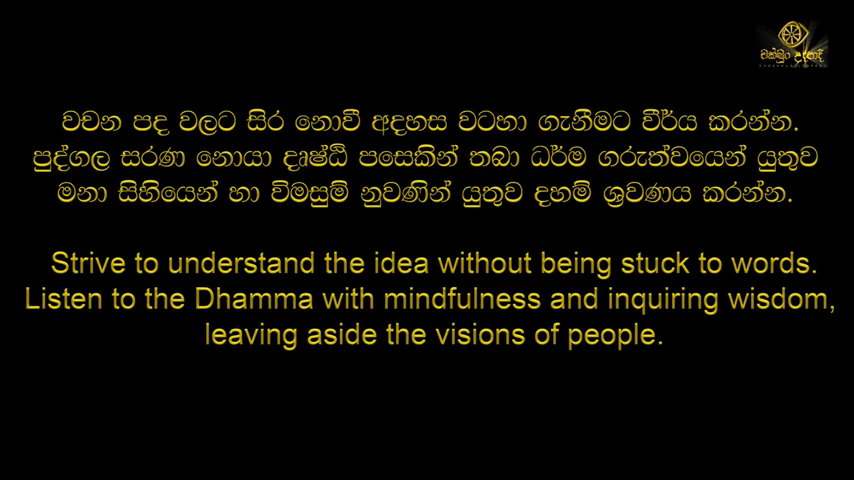 චක්ඛුං උදපාදි
වචන පද වලට සිර නොවී අදහස වටහා ගැනීමට වීර්ය කරන්න.
පුද්ගල සරණ නොයා දෘෂ්ඨි පසෙකින් තබා ධර්ම ගරුත්වයෙන් යුතුව
මනා සිහියෙන් හා විමසුම් නුවණින් යුතුව දහම් ශ්‍රවණය කරන්න.
Strive to understand the idea without being stuck to words.
Listen to the Dhamma with mindfulness and inquiring wisdom,
leaving aside the visions of people.